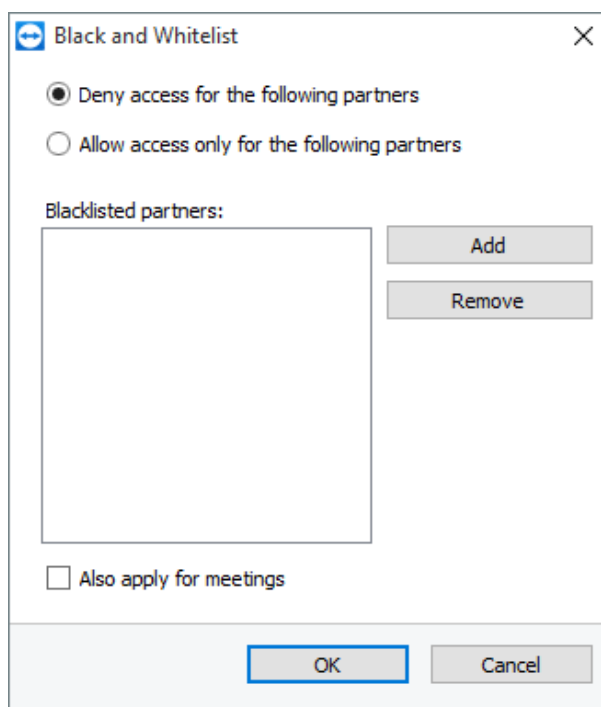 Black and Whitelist
Deny access for the following partners
Allow access only for the following partners
Blacklisted partners:
Add
Remove
Also apply for meetings
OK
Cancel